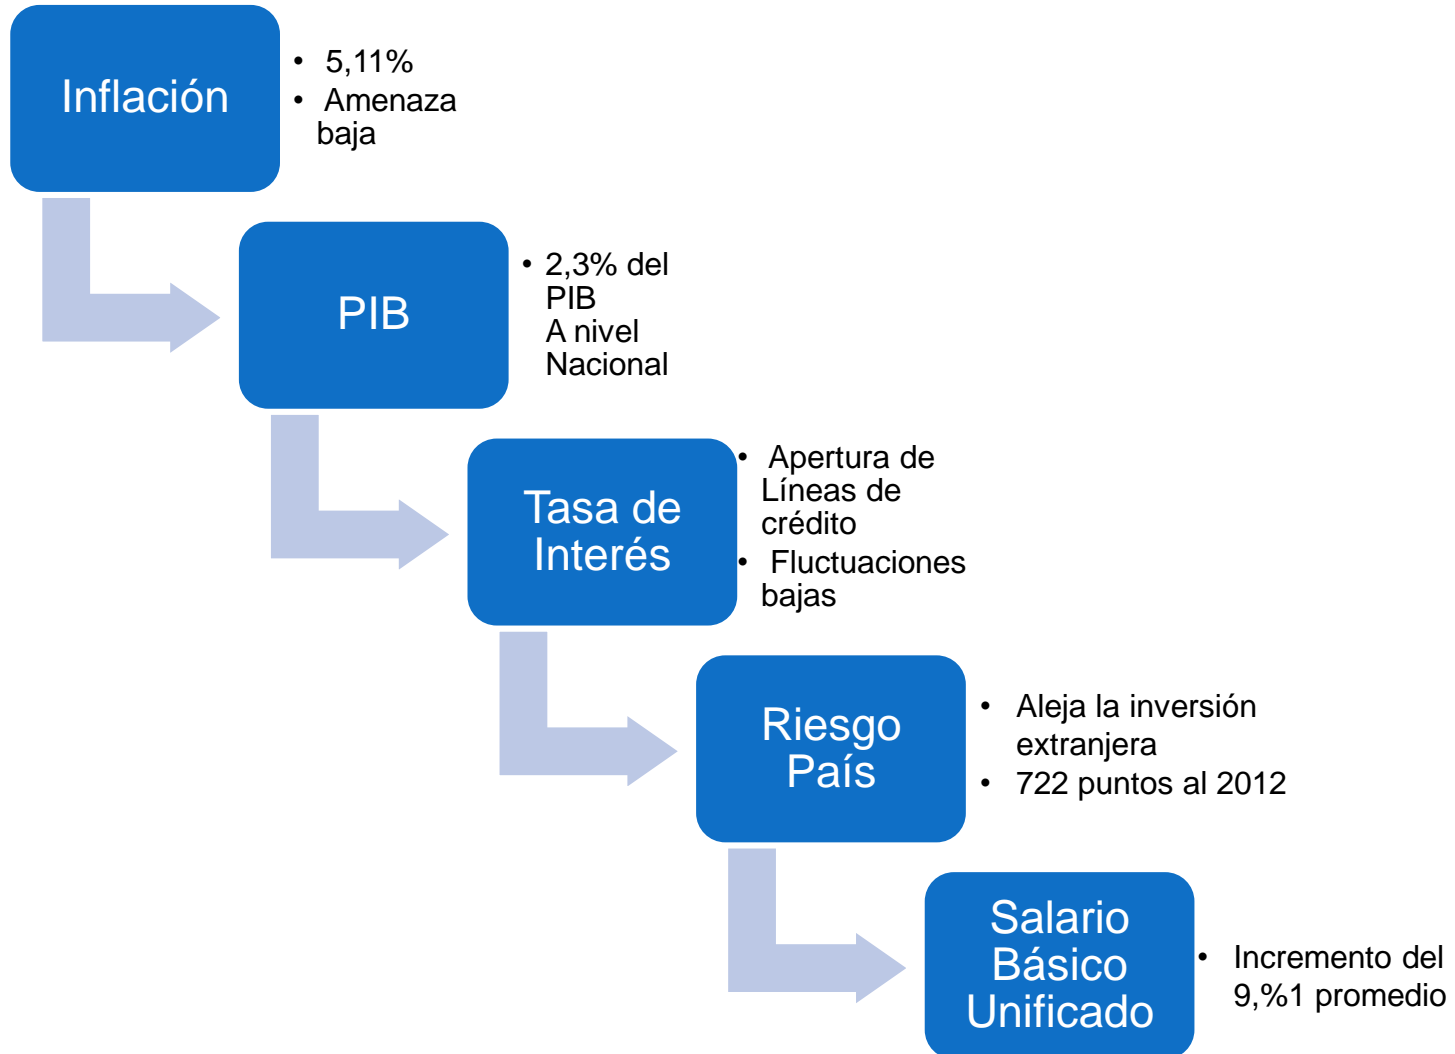 Inflación
• 5,11%
• Amenaza
baja
PIB
• 2,3% del
PIB
A nivel
Nacional
Tasa de
Interés
• Apertura de
Líneas de
crédito
• Fluctuaciones
bajas
Riesgo
País
• Aleja la inversión
extranjera
• 722 puntos al 2012
Salario
Básico
Unificado
• Incremento del
9,%1 promedio